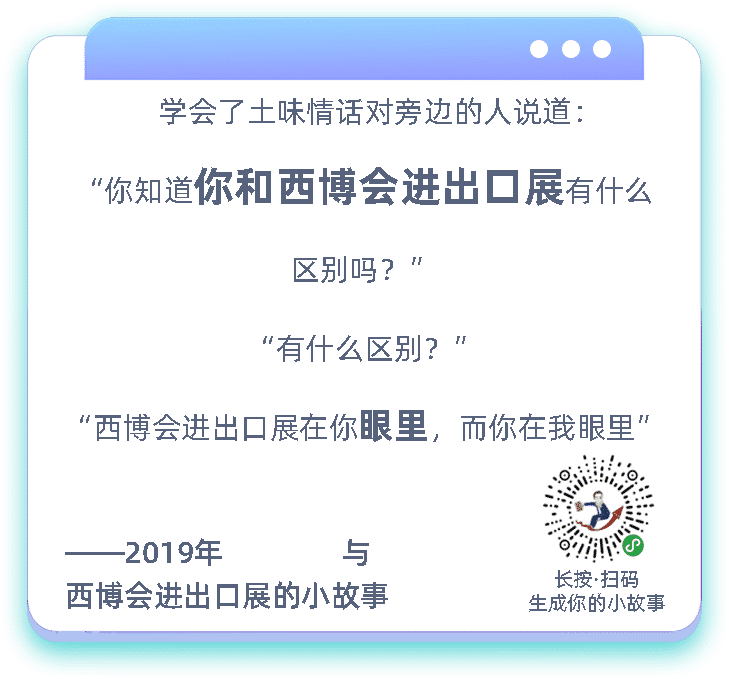 学会了土味情话对旁边的人说道：
“你知道你和西博会进出口展有什么
区别吗？”
“有什么区别？”
“西博会进出口展在你眼里，而你在我眼里”
——2019年 与
西博会进出口展的小故事
长按·扫码
生成你的小故事